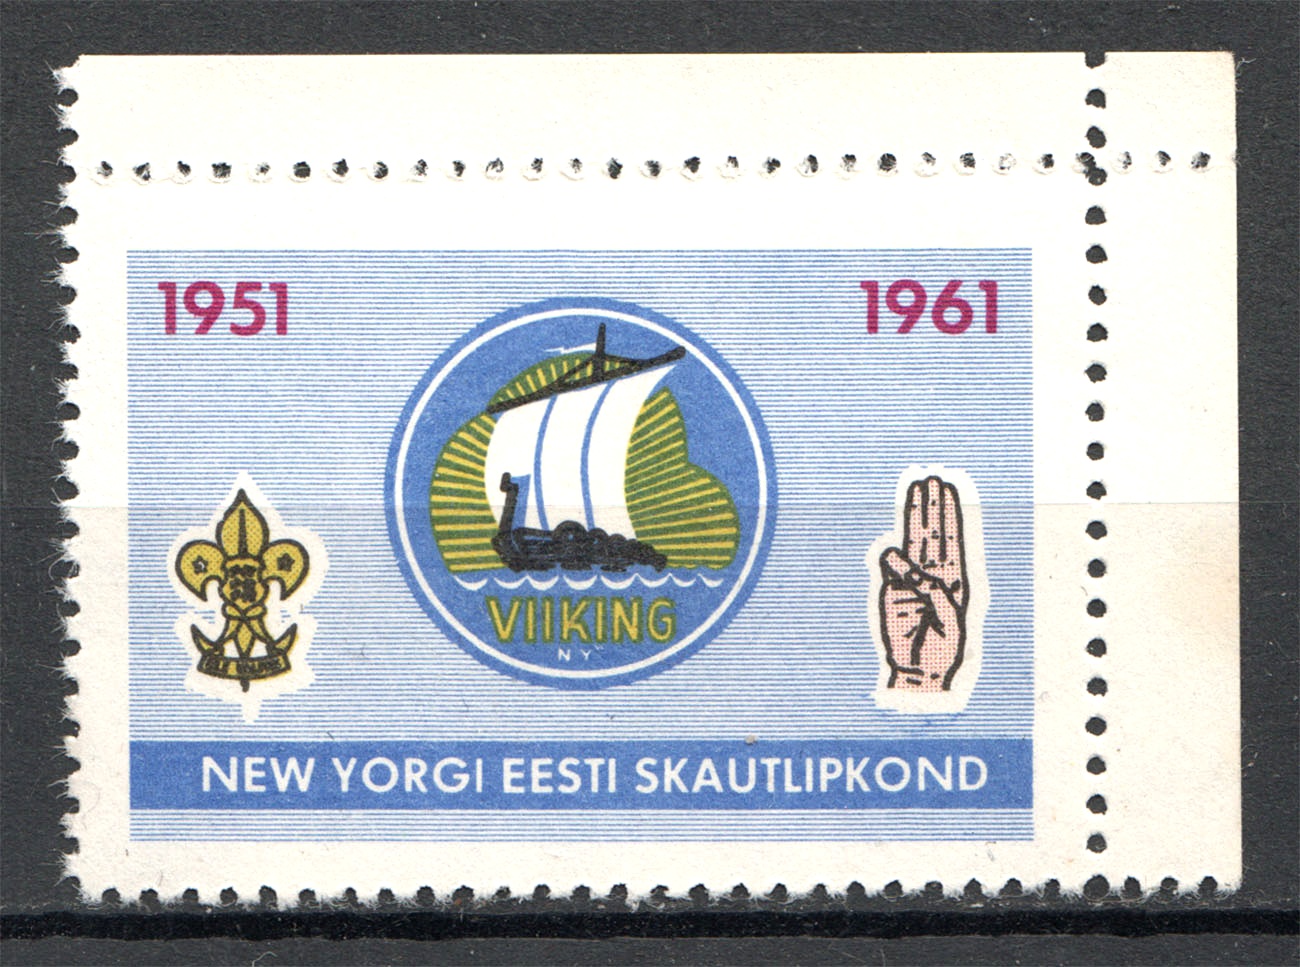 1951
1961
VIIKING
NY
NEW YORGI EESTI SKAUTLIPKOND